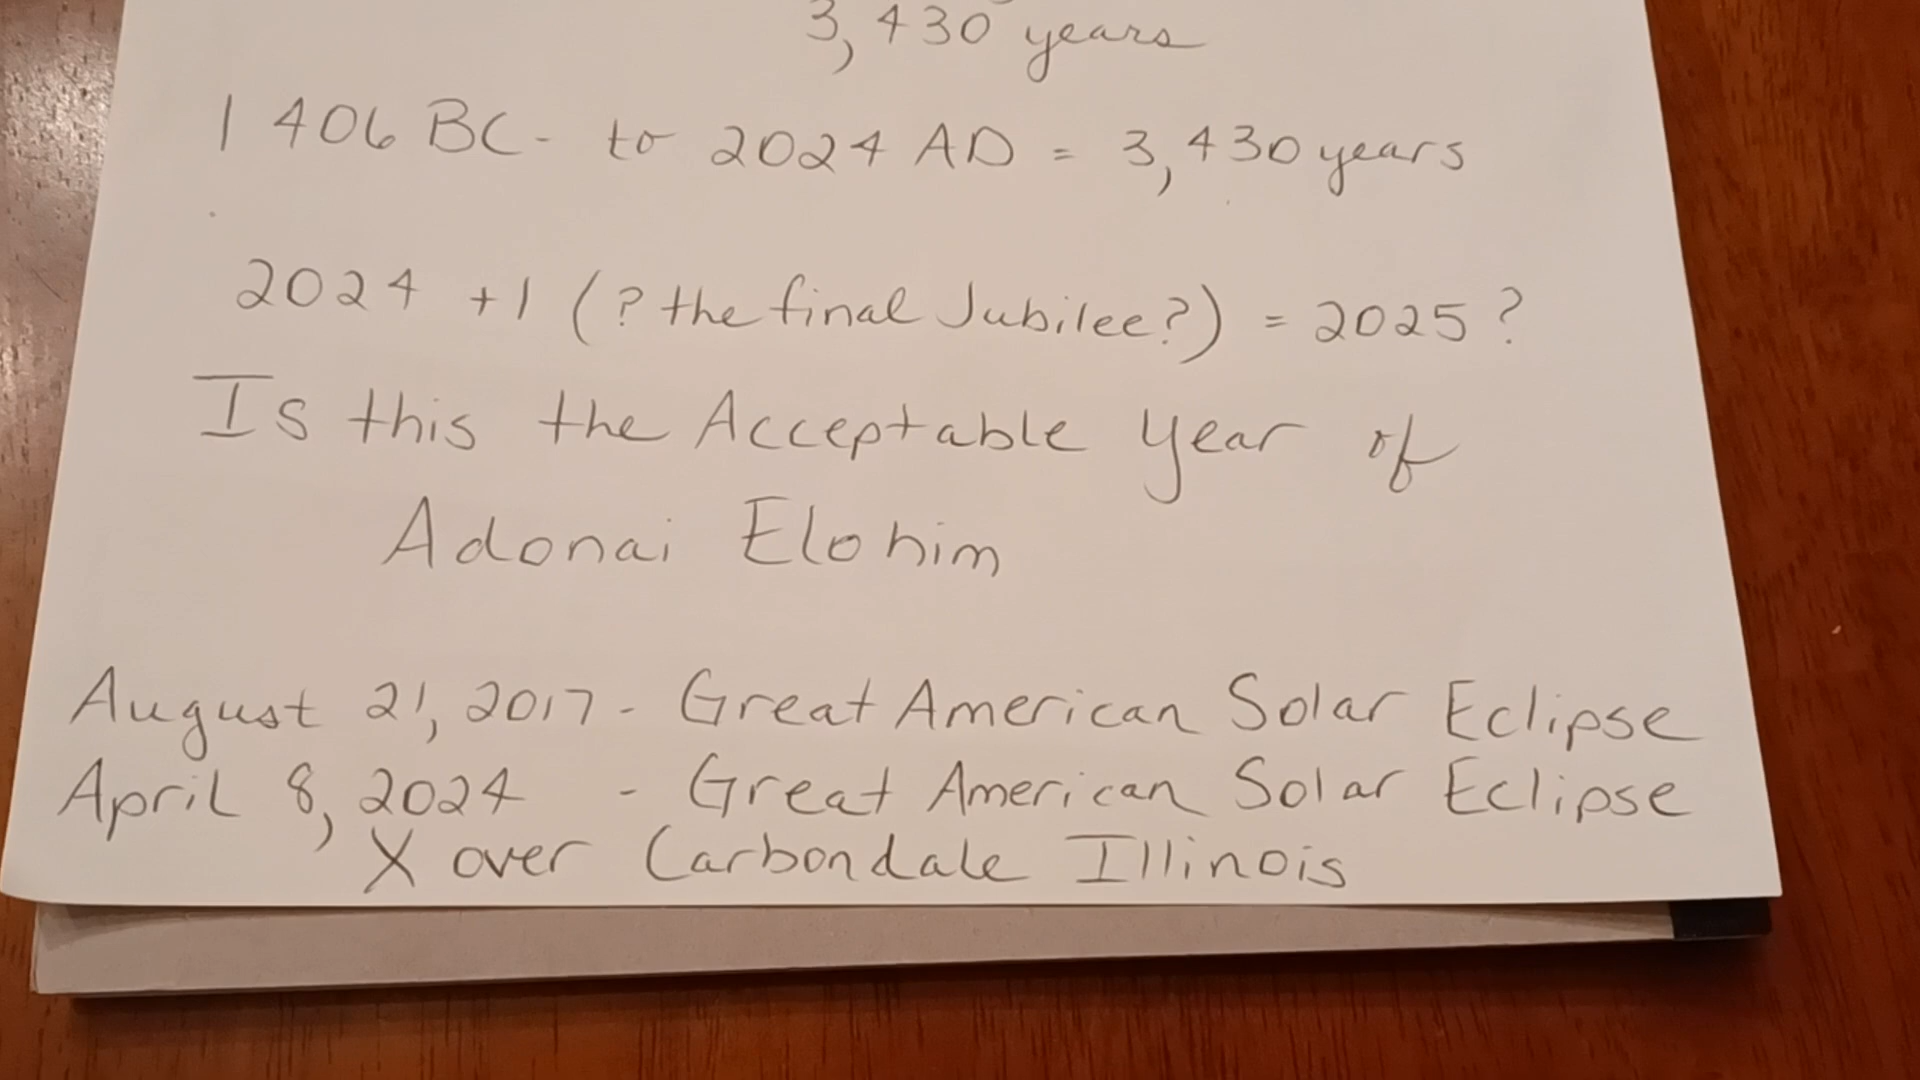 3,430 years
1406 BC - to 2024 AD = 3,430 years
2024 +1 (? the final Jubilee?) = 2025?
Is this the Acceptable year of
Adonai Elohim
August 21, 2017 - Great American Solar Eclipse
April 8, 2024 - Great American Solar Eclipse
X over Carbondale Illinois